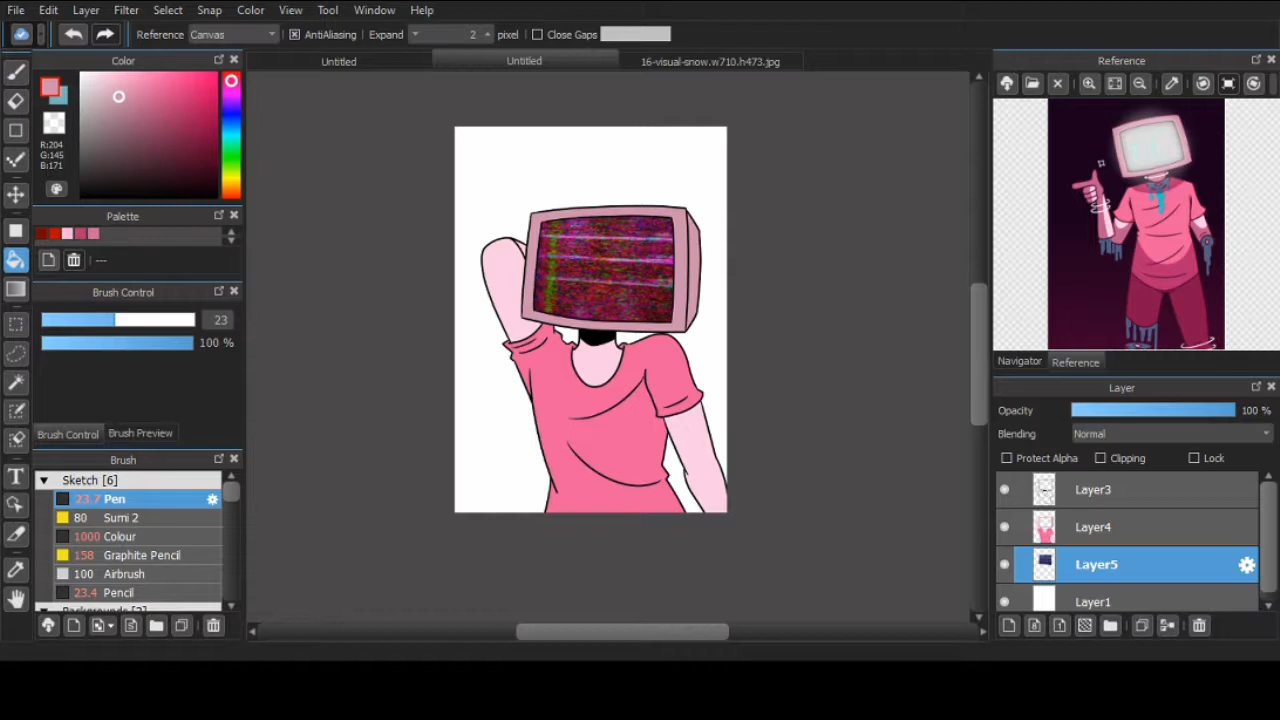 File Edit Layer Filter Select Snap Color View Tool Window Help
Reference Canvas AntiAliasing Expand 2 pixel Close Gaps
Untitled Untitled 16-visual-snow.w710.h473.jpg
Color
R:204
G:145
B:171
Palette
---
Brush Control
23
100 %
Brush Control Brush Preview
Brush
Sketch [6]
23.7 Pen
80 Sumi 2
1000 Colour
158 Graphite Pencil
100 Airbrush
23.4 Pencil
Reference
Navigator Reference
Layer
Opacity 100 %
Blending Normal
Protect Alpha Clipping Lock
Layer3
Layer4
Layer5
Layer1